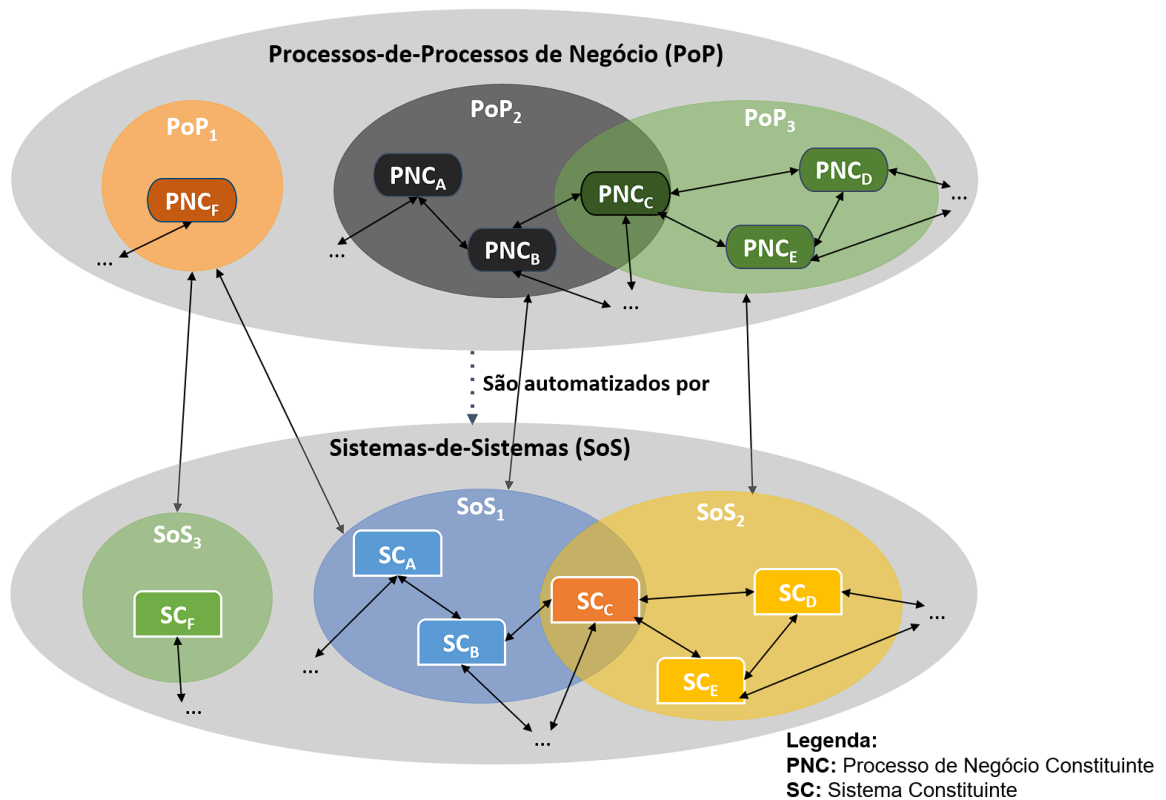 Processos-de-Processos de Negócio (PoP)
PoP1
PoP2
PoP3
PNCA
PNCD
PNCF
PNCC
PNCB
PNCE
...
...
...
...
São automatizados por
Sistemas-de-Sistemas (SoS)
SoS3
SoS1
SoS2
SCA
SCF
SCC
SCD
SCB
SCE
...
...
...
...
Legenda:
PNC: Processo de Negócio Constituinte
SC: Sistema Constituinte